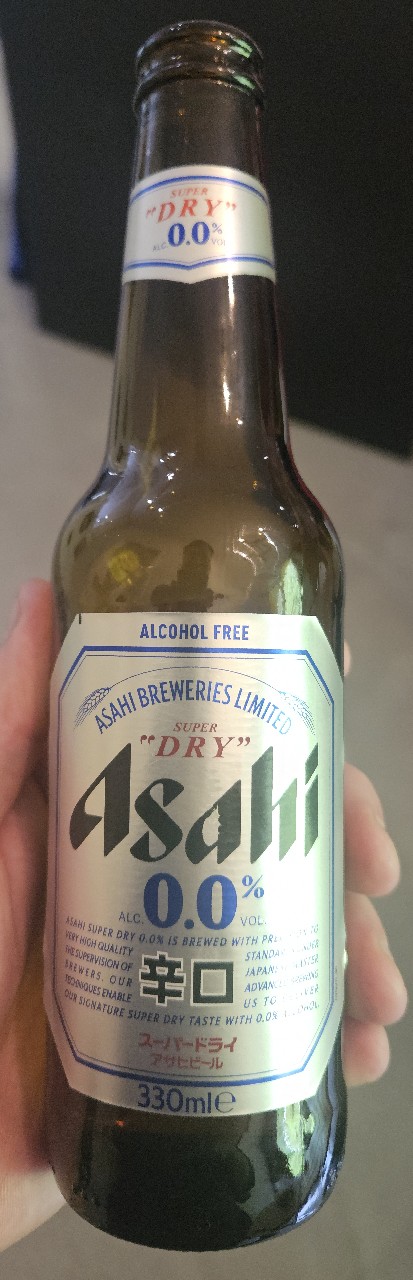 SUPER
"DRY"
ALC. 0.0% VOL.
ALCOHOL FREE
ASAHI BREWERIES LIMITED
SUPER
"DRY"
Asahi
ALC. 0.0% VOL.
ASAHI SUPER DRY 0.0% IS BREWED WITH TO
VERY HIGH QUALITY
THE SUPERVISION OF JAPANESE
BREWERS. OUR ADVANCED BREWING
TECHNIQUES ENABLE US TO
辛口
OUR SIGNATURE SUPER DRY TASTE WITH 0.0%
スーパードライ
アサヒビール
330ml℮